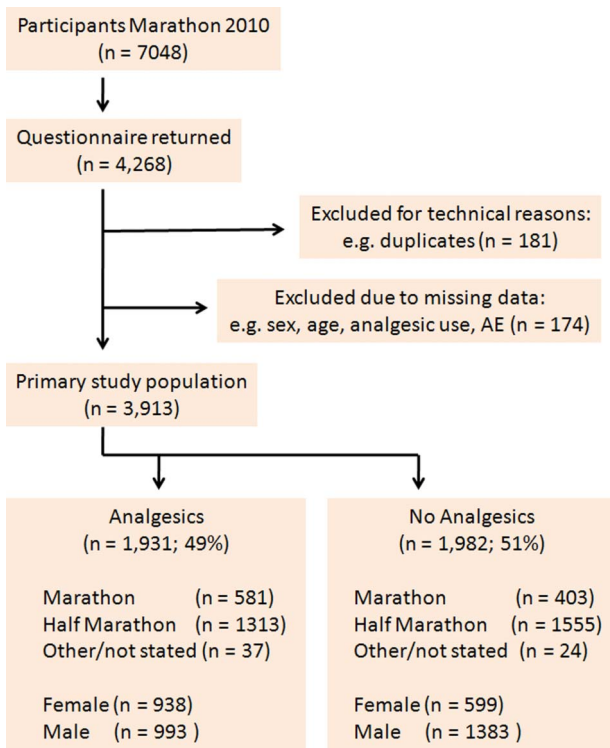 Participants Marathon 2010
(n = 7048)
Questionnaire returned
(n = 4,268)
Excluded for technical reasons:
e.g. duplicates (n = 181)
Excluded due to missing data:
e.g. sex, age, analgesic use, AE (n = 174)
Primary study population
(n = 3,913)
Analgesics
(n = 1,931; 49%)
Marathon (n = 581)
Half Marathon (n = 1313)
Other/not stated (n = 37)
Female (n = 938)
Male (n = 993 )
No Analgesics
(n = 1,982; 51%)
Marathon (n = 403)
Half Marathon (n = 1555)
Other/not stated (n = 24)
Female (n = 599)
Male (n = 1383 )